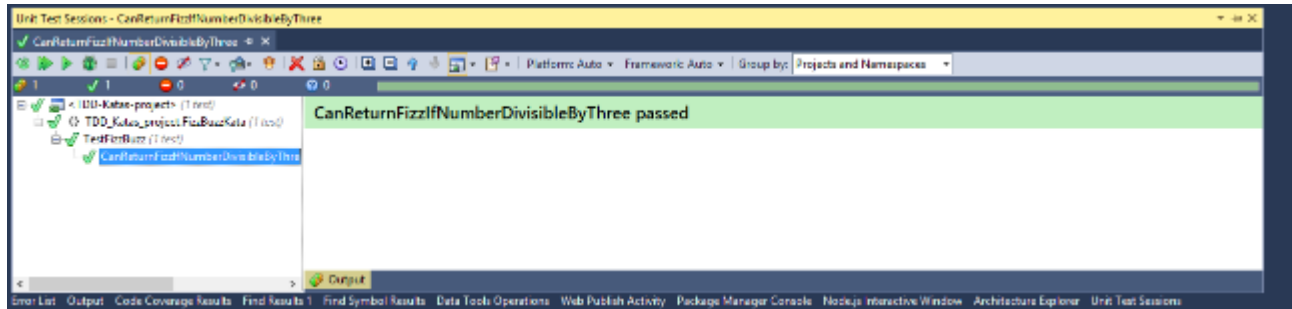 Unit Test Sessions - CanReturnFizzIfNumberDivisibleByThree
CanReturnFizzIfNumberDivisibleByThree
Platform: Auto Framework: Auto Group by: Projects and Namespaces
1 1 0 0 0
<TDD-Katas-project> (1 test)
CanReturnFizzIfNumberDivisibleByThree passed
TDD_Katas_project.FizzBuzzKata (1 test)
TestFizzBuzz (1 test)
CanReturnFizzIfNumberDivisibleByThre
Output
Error List Output Code Coverage Results Find Results 1 Find Symbol Results Data Tools Operations Web Publish Activity Package Manager Console Node.js Interactive Window Architecture Explorer Unit Test Sessions